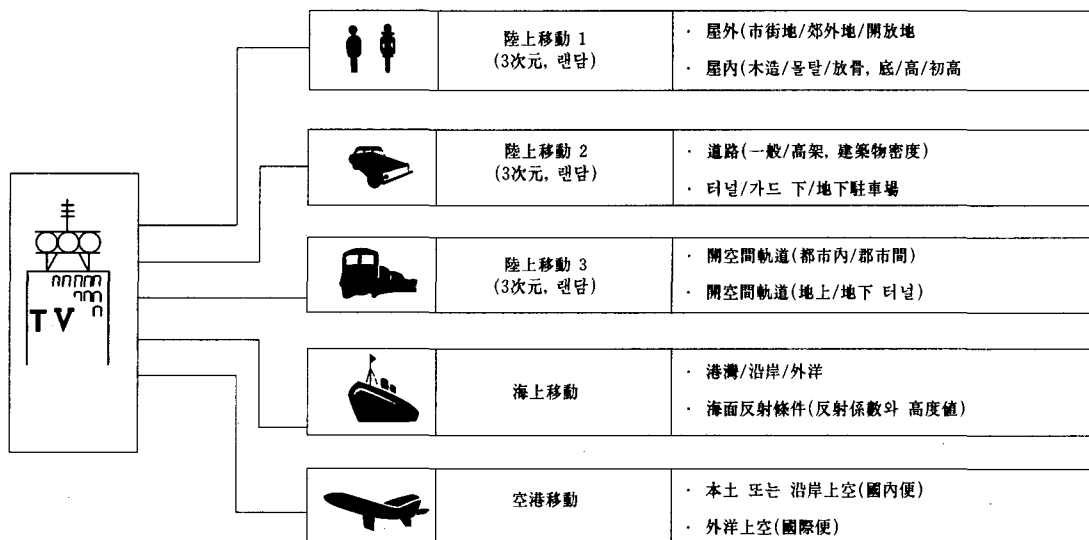 陸上移動 1
(3次元, 랜담)
· 屋外(市街地/郊外地/開放地
· 屋內(木造/몰탈/放骨, 底/高/初高
陸上移動 2
(3次元, 랜담)
· 道路(一般/高架, 建築物密度)
· 터널/가드 下/地下駐車場
TV
陸上移動 3
(3次元, 랜담)
· 開空間軌道(都市內/郡市間)
· 開空間軌道(地上/地下 터널)
海上移動
· 港灣/沿岸/外洋
· 海面反射條件(反射係數와 高度値)
空港移動
· 本土 또는 沿岸上空(國內便)
· 外洋上空(國際便)